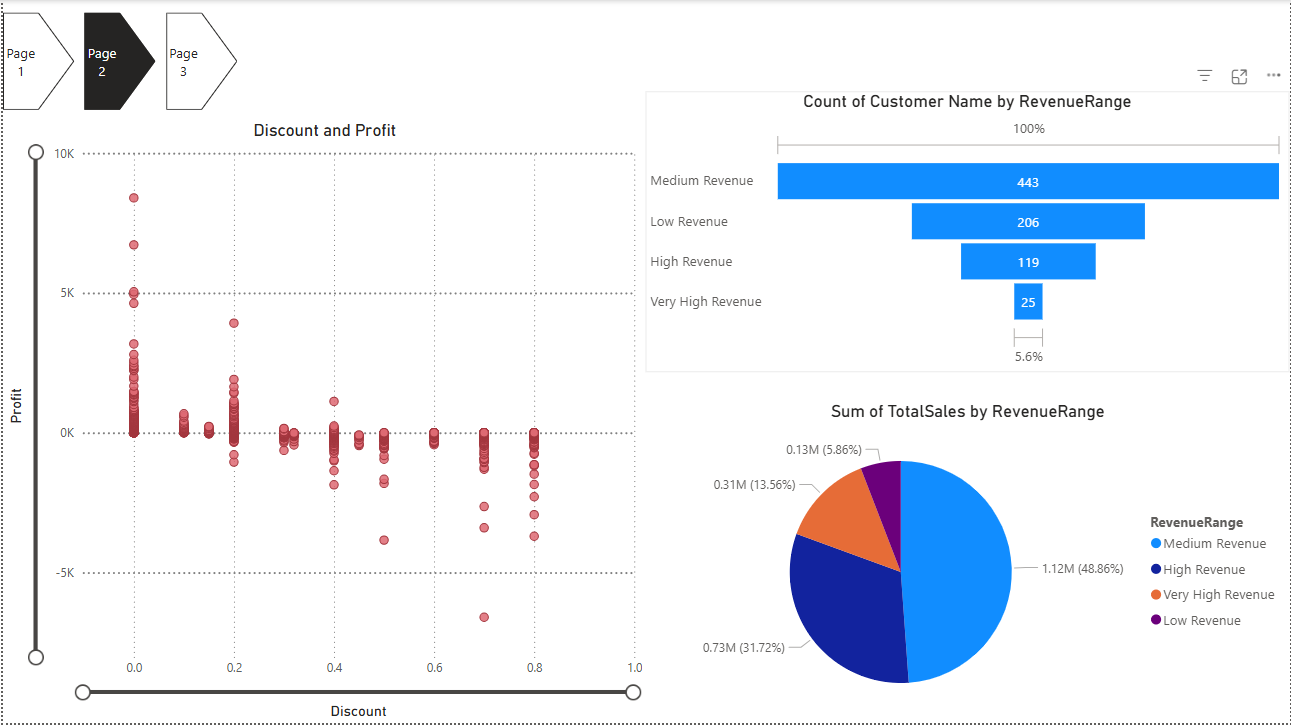 Page
1
Page
2
Page
3
Discount and Profit
10K
5K
0K
-5K
Profit
0.0
0.2
0.4
0.6
0.8
1.0
Discount
Count of Customer Name by RevenueRange
100%
Medium Revenue
443
Low Revenue
206
High Revenue
119
Very High Revenue
25
5.6%
Sum of TotalSales by RevenueRange
0.13M (5.86%)
0.31M (13.56%)
1.12M (48.86%)
0.73M (31.72%)
RevenueRange
Medium Revenue
High Revenue
Very High Revenue
Low Revenue